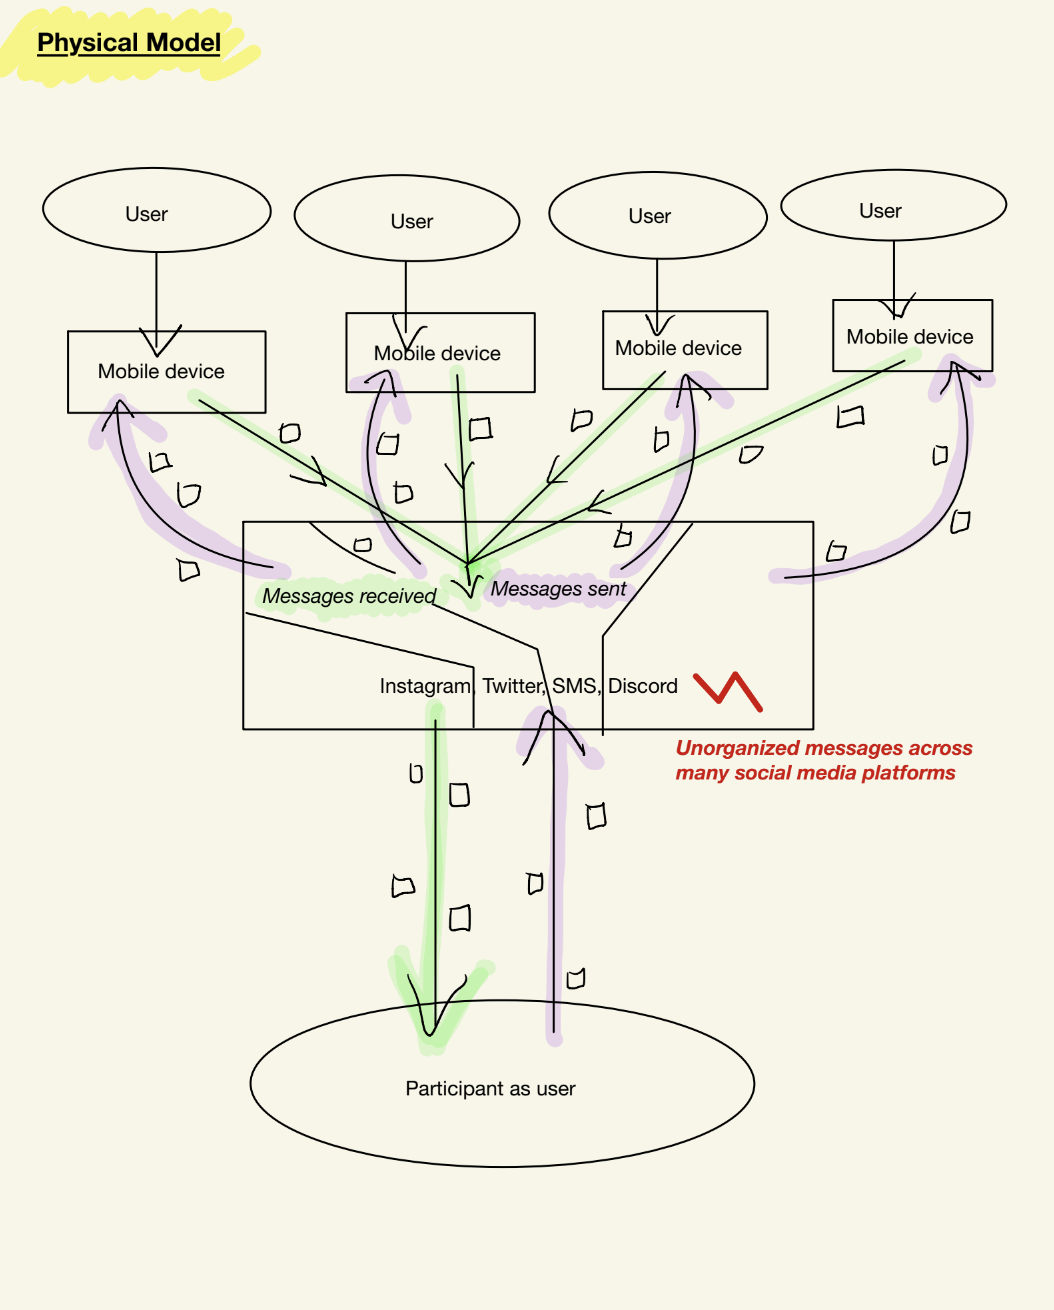 Physical Model
User
User
User
User
Mobile device
Mobile device
Mobile device
Mobile device
Messages received
Messages sent
Instagram, Twitter, SMS, Discord
Unorganized messages across
many social media platforms
Participant as user